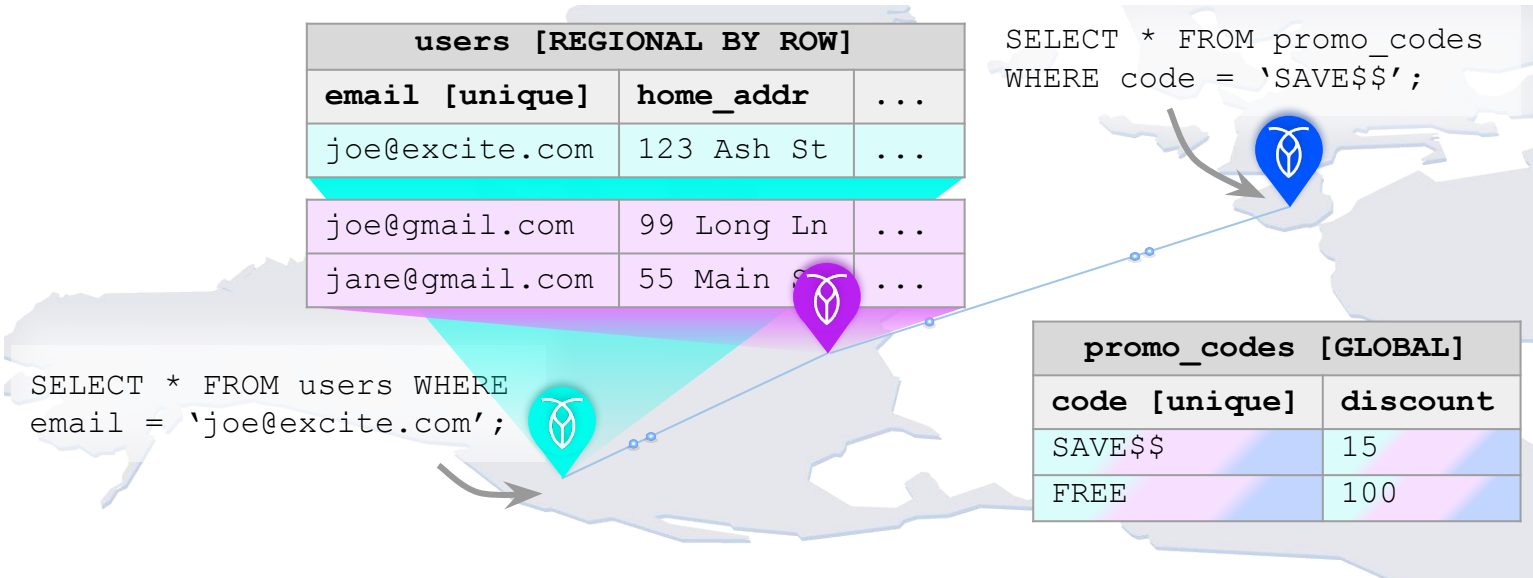 users [REGIONAL BY ROW]
email [unique] home_addr ...
joe@excite.com 123 Ash St ...
joe@gmail.com 99 Long Ln ...
jane@gmail.com 55 Main ...
SELECT * FROM promo_codes
WHERE code = ‘SAVE$$’;
SELECT * FROM users WHERE
email = ‘joe@excite.com’;
promo_codes [GLOBAL]
code [unique] discount
SAVE$$ 15
FREE 100